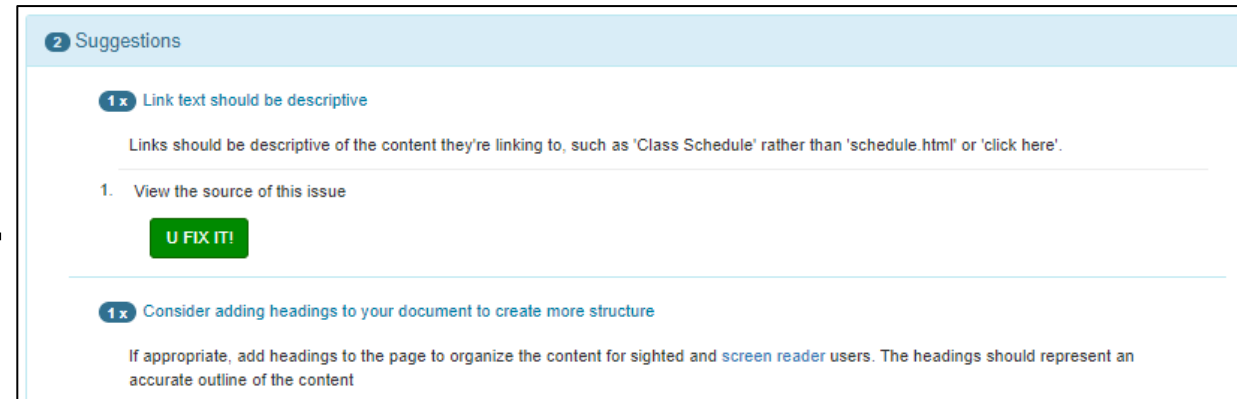 2 Suggestions
1 x Link text should be descriptive
Links should be descriptive of the content they're linking to, such as 'Class Schedule' rather than 'schedule.html' or 'click here'.
1. View the source of this issue
U FIX IT!
1 x Consider adding headings to your document to create more structure
If appropriate, add headings to the page to organize the content for sighted and screen reader users. The headings should represent an
accurate outline of the content